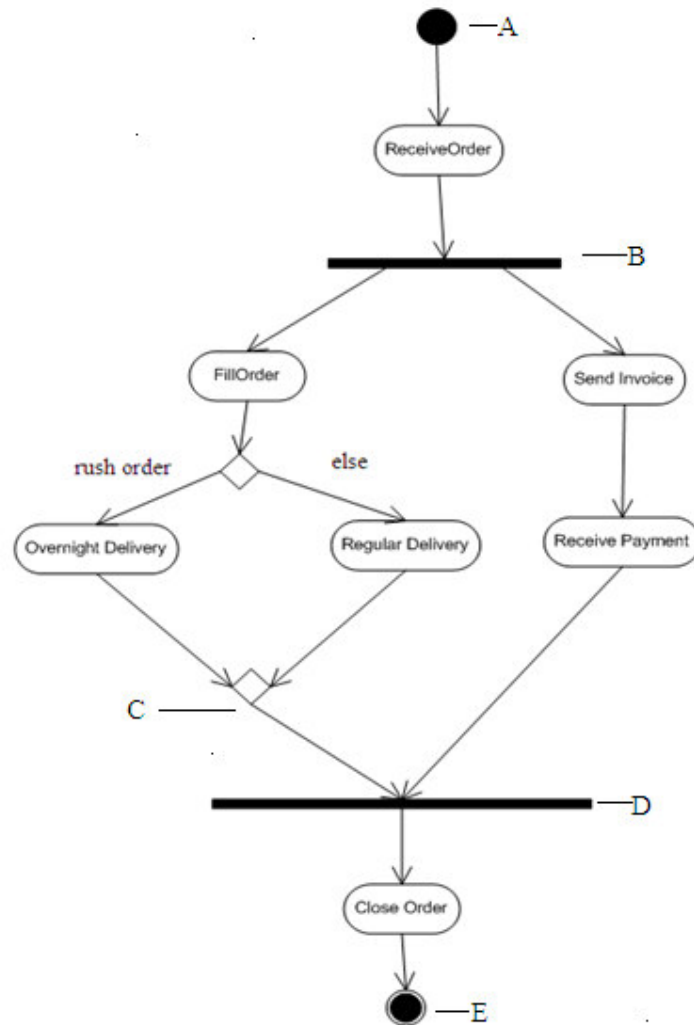 A
ReceiveOrder
B
FillOrder
Send Invoice
rush order
else
Overnight Delivery
Regular Delivery
Receive Payment
C
D
Close Order
E